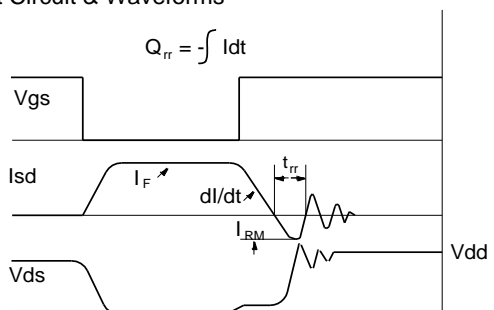 Circuit & Waveforms
Qrr = -∫ Idt
Vgs
Isd
IF
dI/dt
trr
IRM
Vds
Vdd